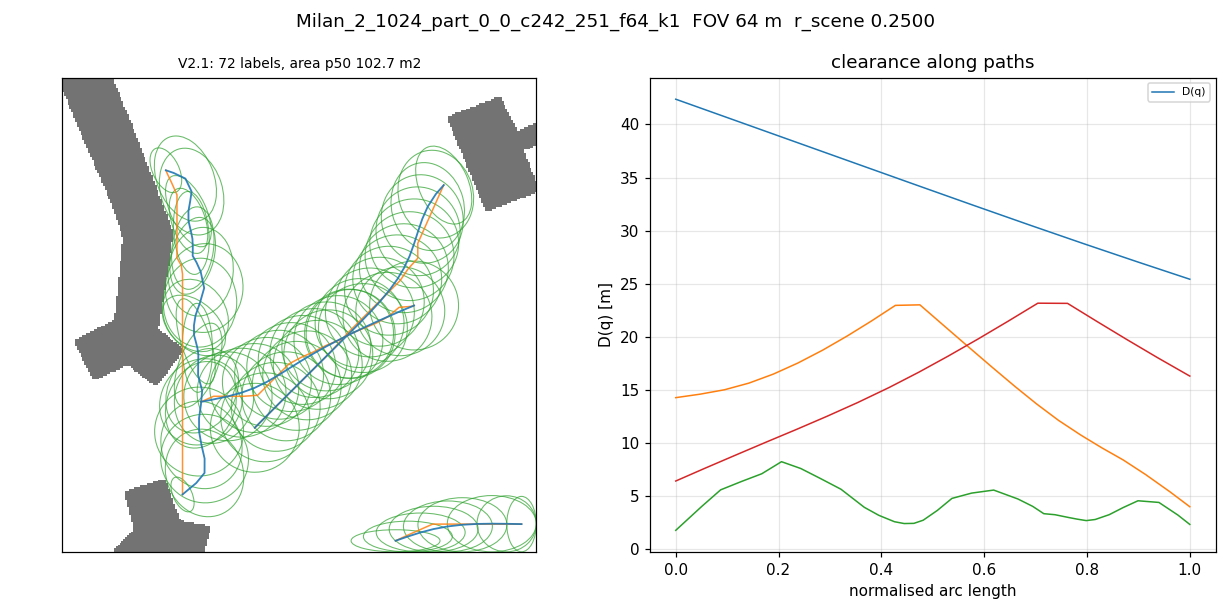 Milan_2_1024_part_0_0_c242_251_f64_k1 FOV 64 m r_scene 0.2500
V2.1: 72 labels, area p50 102.7 m2
clearance along paths
D(q)
D(q) [m]
40
35
30
25
20
15
10
5
0
0.0 0.2 0.4 0.6 0.8 1.0
normalised arc length